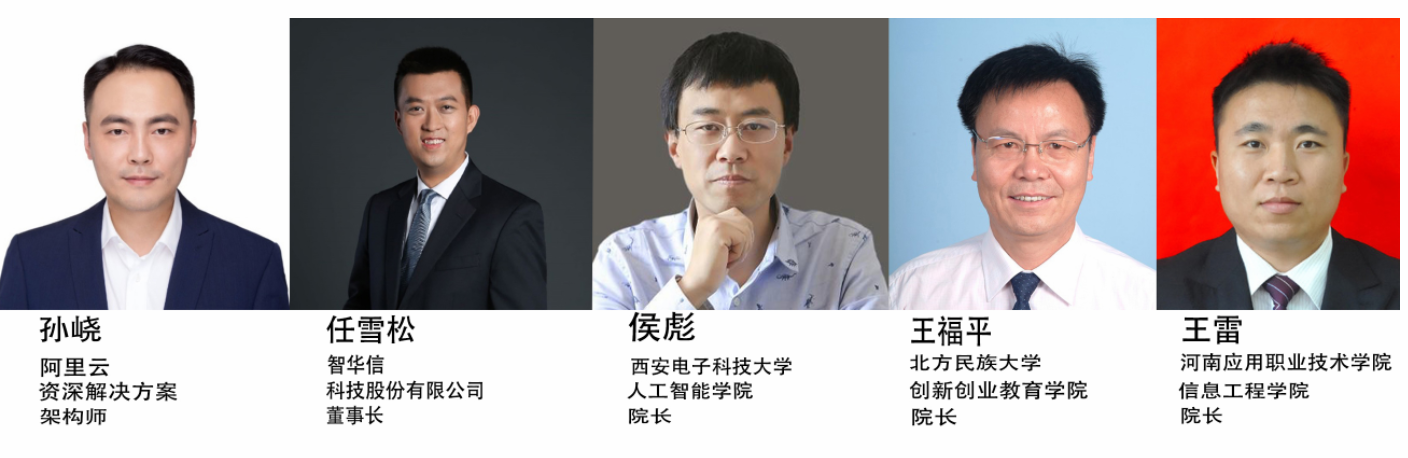 孙峣
阿里云
资深解决方案
架构师
任雪松
智华信
科技股份有限公司
董事长
侯彪
西安电子科技大学
人工智能学院
院长
王福平
北方民族大学
创新创业教育学院
院长
王雷
河南应用职业技术学院
信息工程学院
院长